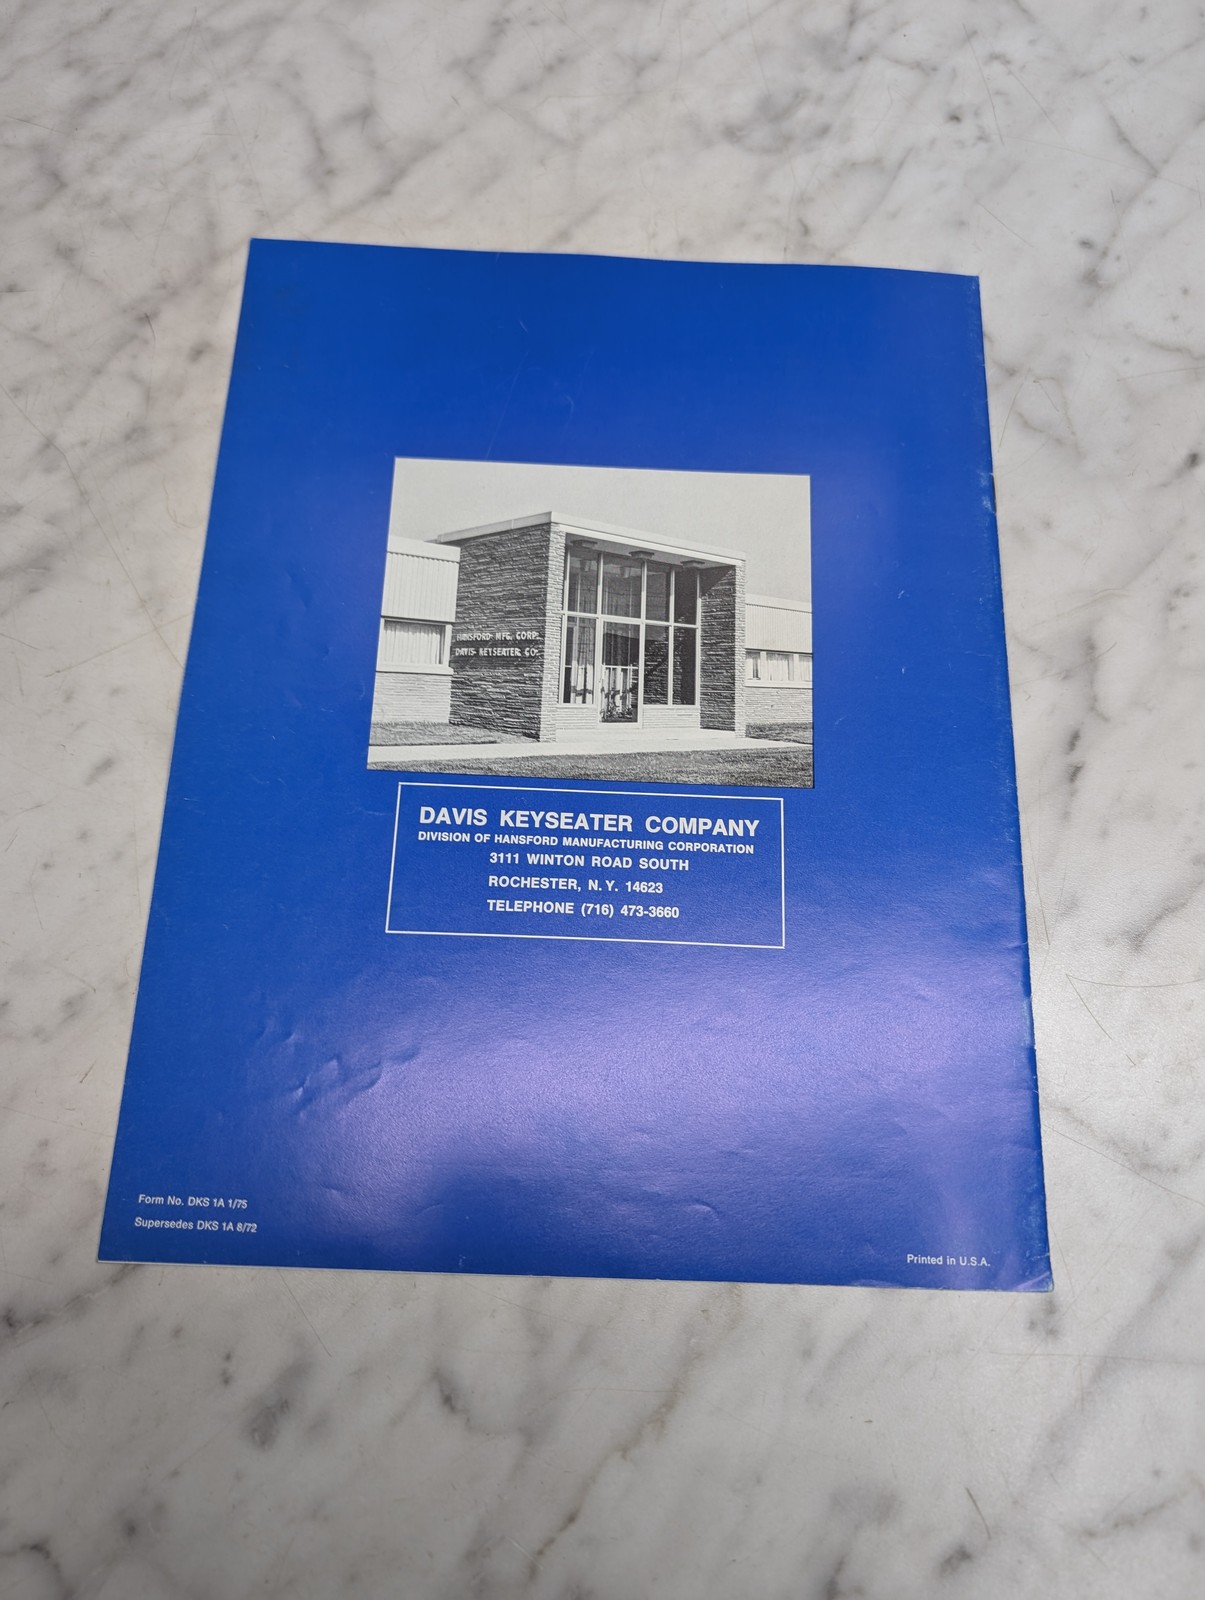 HANSFORD MFG. CORP.
DAVIS KEYSEATER CO.
DAVIS KEYSEATER COMPANY
DIVISION OF HANSFORD MANUFACTURING CORPORATION
3111 WINTON ROAD SOUTH
ROCHESTER, N.Y. 14623
TELEPHONE (716) 473-3660
Form No. DKS 1A 1/75
Supersedes DKS 1A 8/72
Printed in U.S.A.